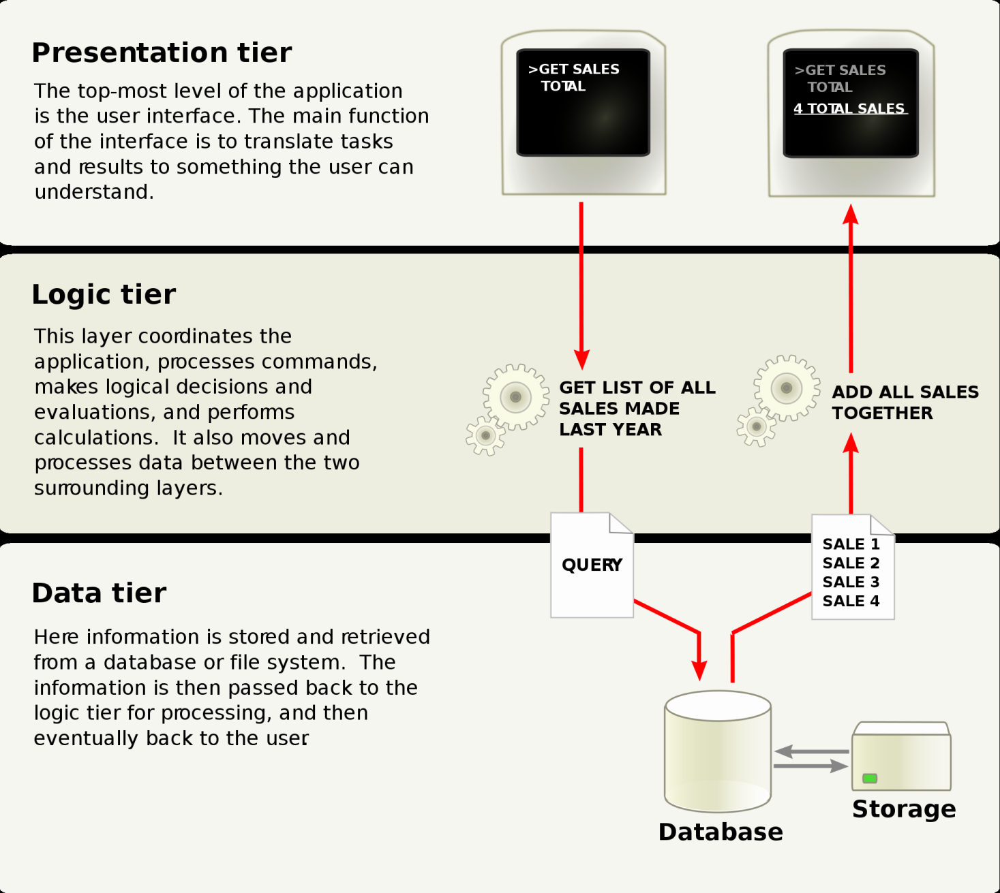 Presentation tier
The top-most level of the application
is the user interface. The main function
of the interface is to translate tasks
and results to something the user can
understand.
>GET SALES
TOTAL
>GET SALES
TOTAL
4 TOTAL SALES
Logic tier
This layer coordinates the
application, processes commands,
makes logical decisions and
evaluations, and performs
calculations.  It also moves and
processes data between the two
surrounding layers.
GET LIST OF ALL
SALES MADE
LAST YEAR
ADD ALL SALES
TOGETHER
QUERY
SALE 1
SALE 2
SALE 3
SALE 4
Data tier
Here information is stored and retrieved
from a database or file system.  The
information is then passed back to the
logic tier for processing, and then
eventually back to the user.
Database
Storage